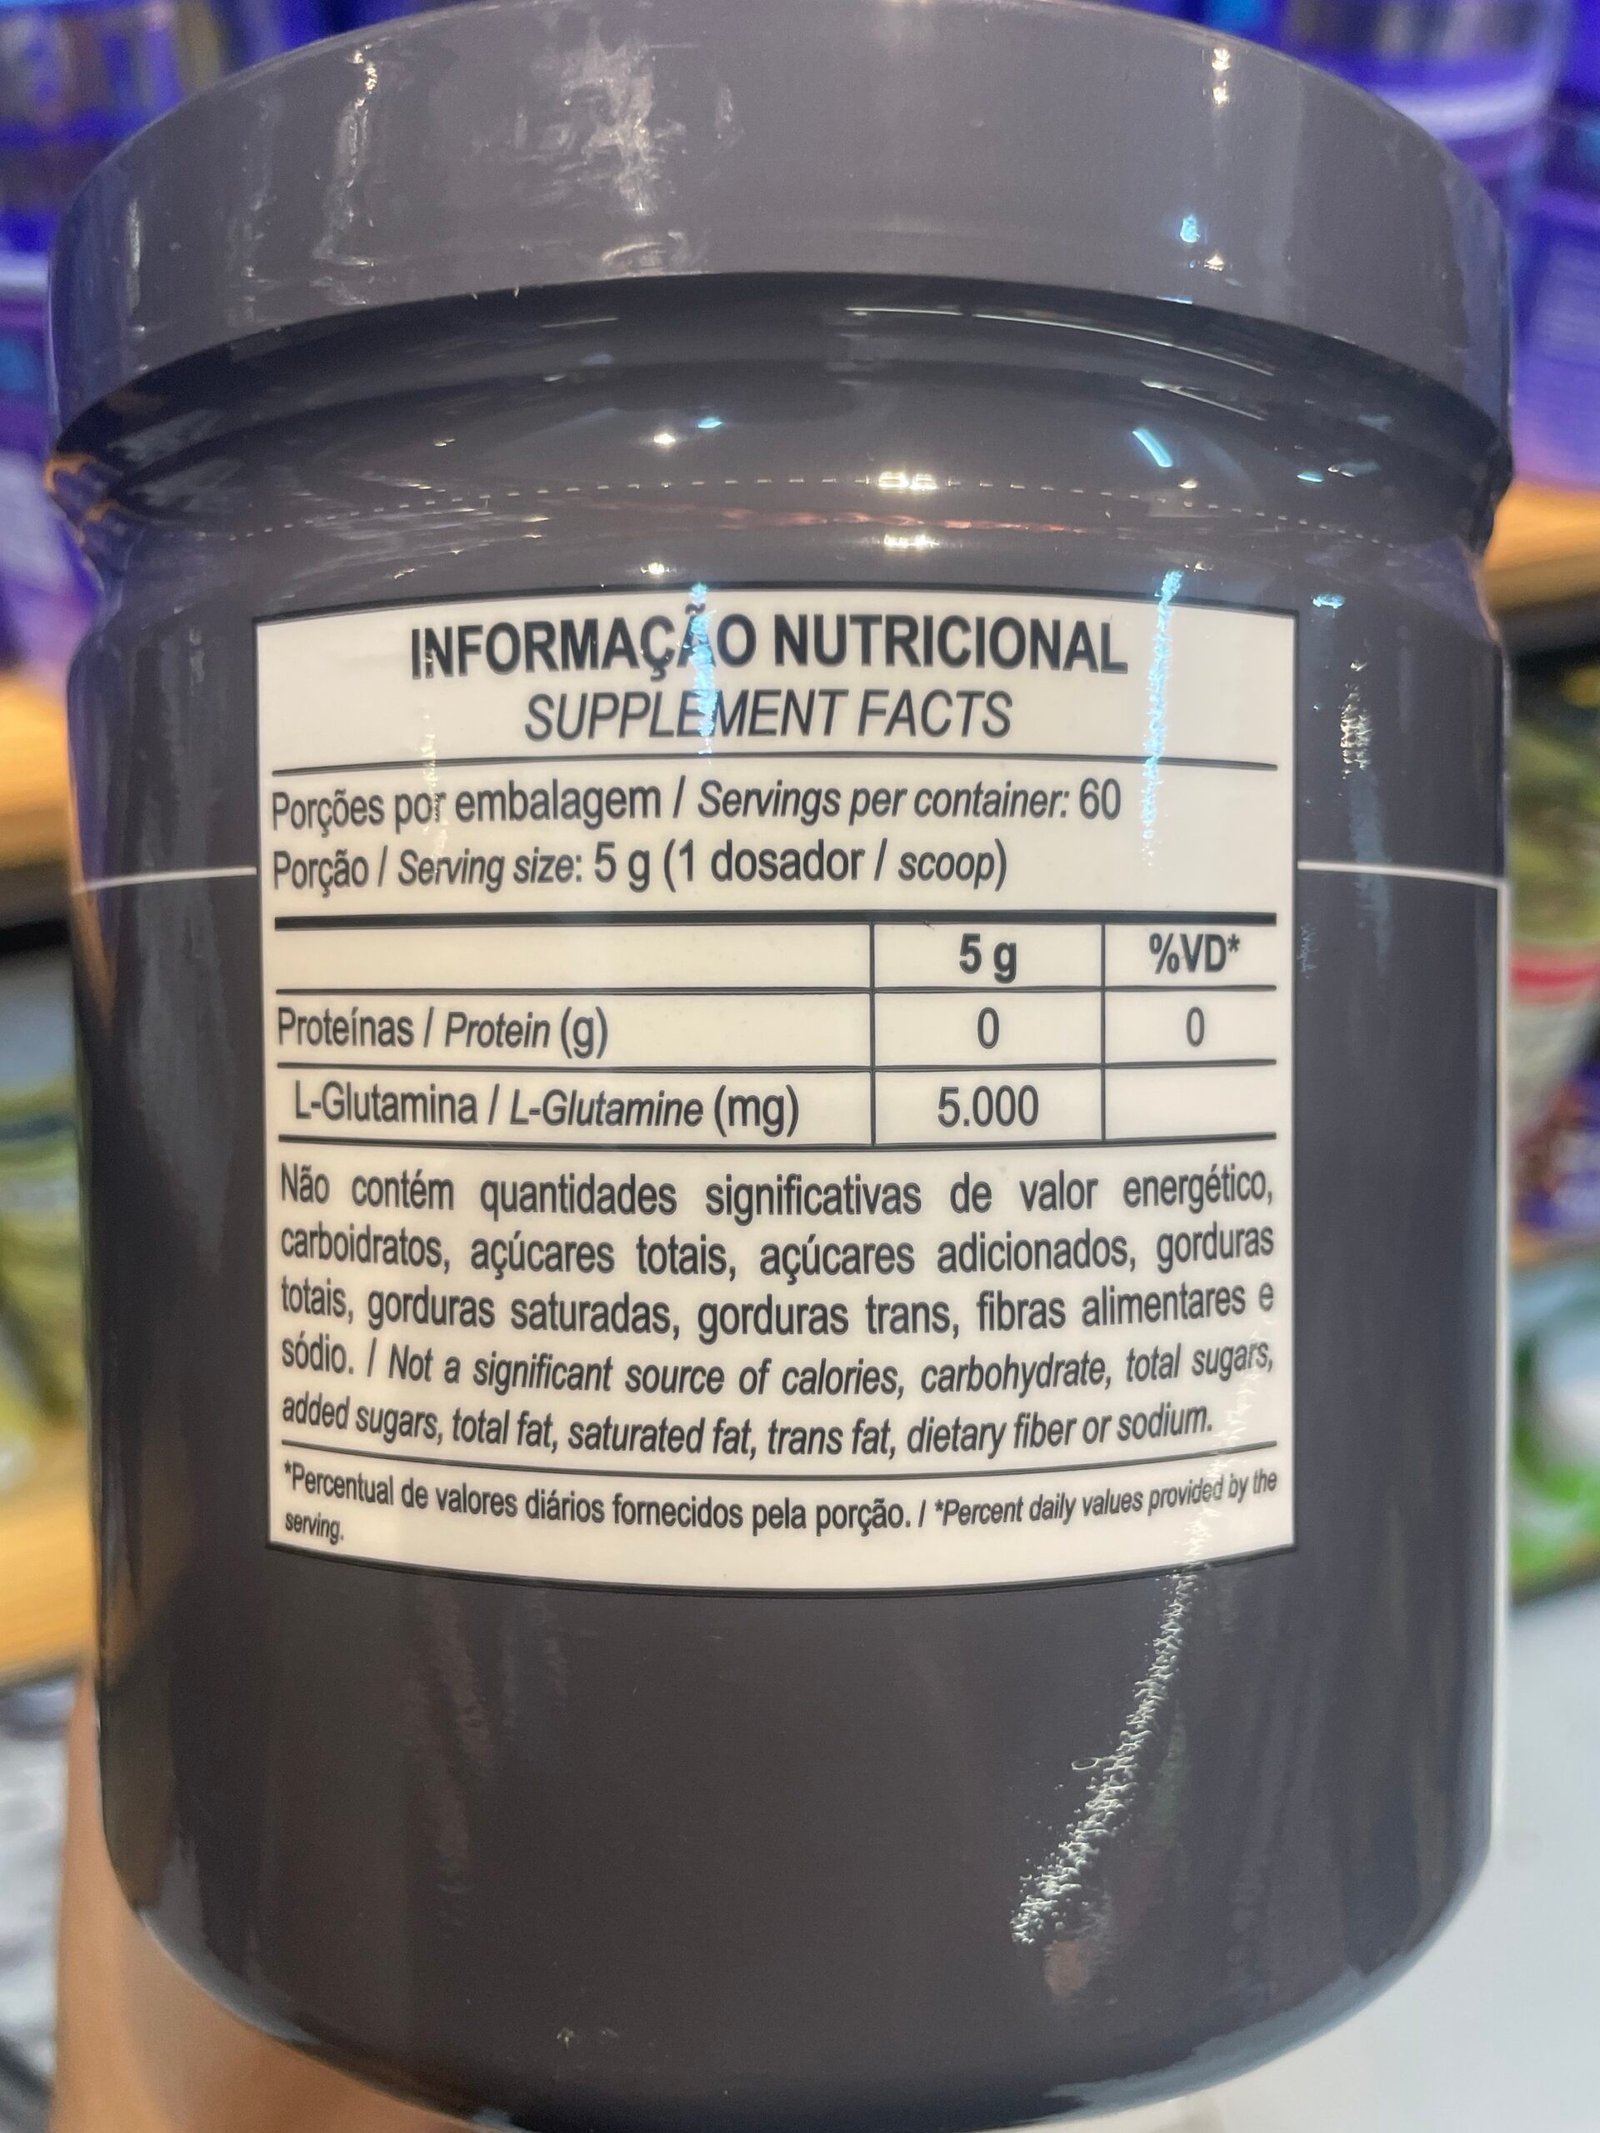 INFORMAÇÃO NUTRICIONAL
SUPPLEMENT FACTS
Porções por embalagem / Servings per container: 60
Porção / Serving size: 5 g (1 dosador / scoop)
5 g %VD*
Proteínas / Protein (g) 0 0
L-Glutamina / L-Glutamine (mg) 5.000
Não contém quantidades significativas de valor energético,
carboidratos, açúcares totais, açúcares adicionados, gorduras
totais, gorduras saturadas, gorduras trans, fibras alimentares e
sódio. / Not a significant source of calories, carbohydrate, total sugars,
added sugars, total fat, saturated fat, trans fat, dietary fiber or sodium.
*Percentual de valores diários fornecidos pela porção. / *Percent daily values provided by the
serving.